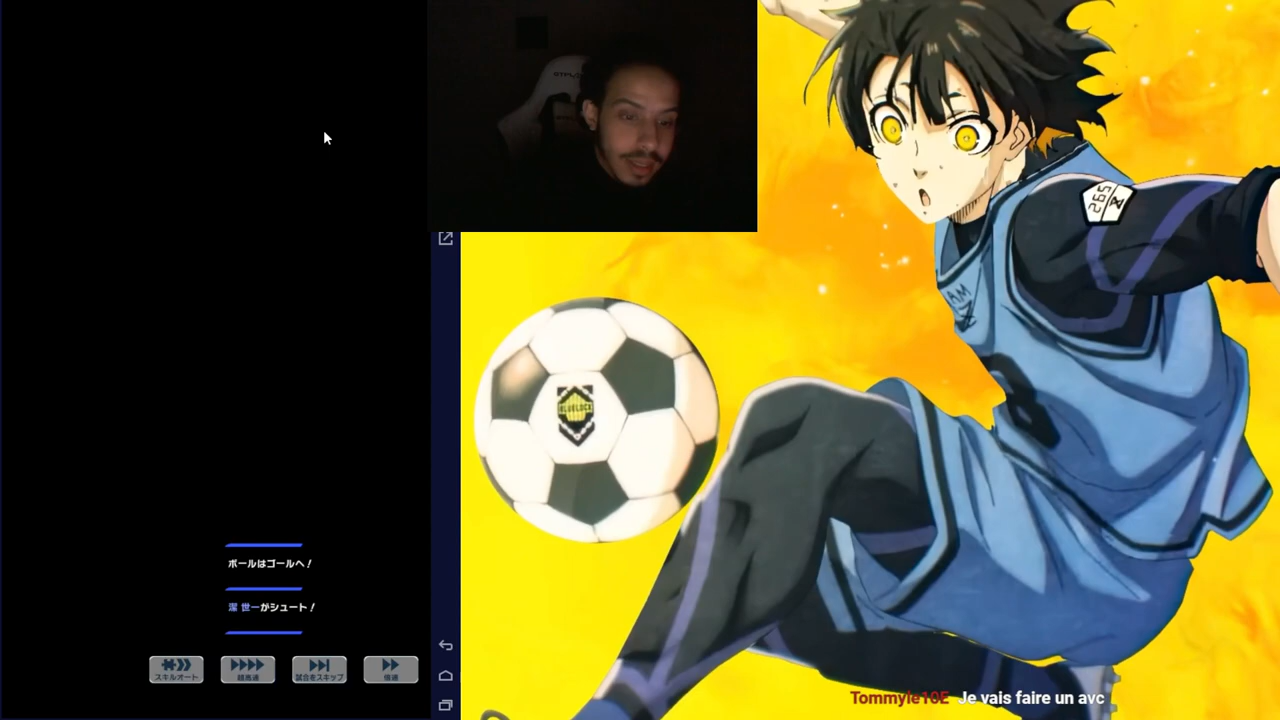 265
Z
BLUELOCK
ボールはゴールへ！
潔 世一がシュート！
スキルオート
超高速
試合をスキップ
倍速
Tommyle10E Je vais faire un avc